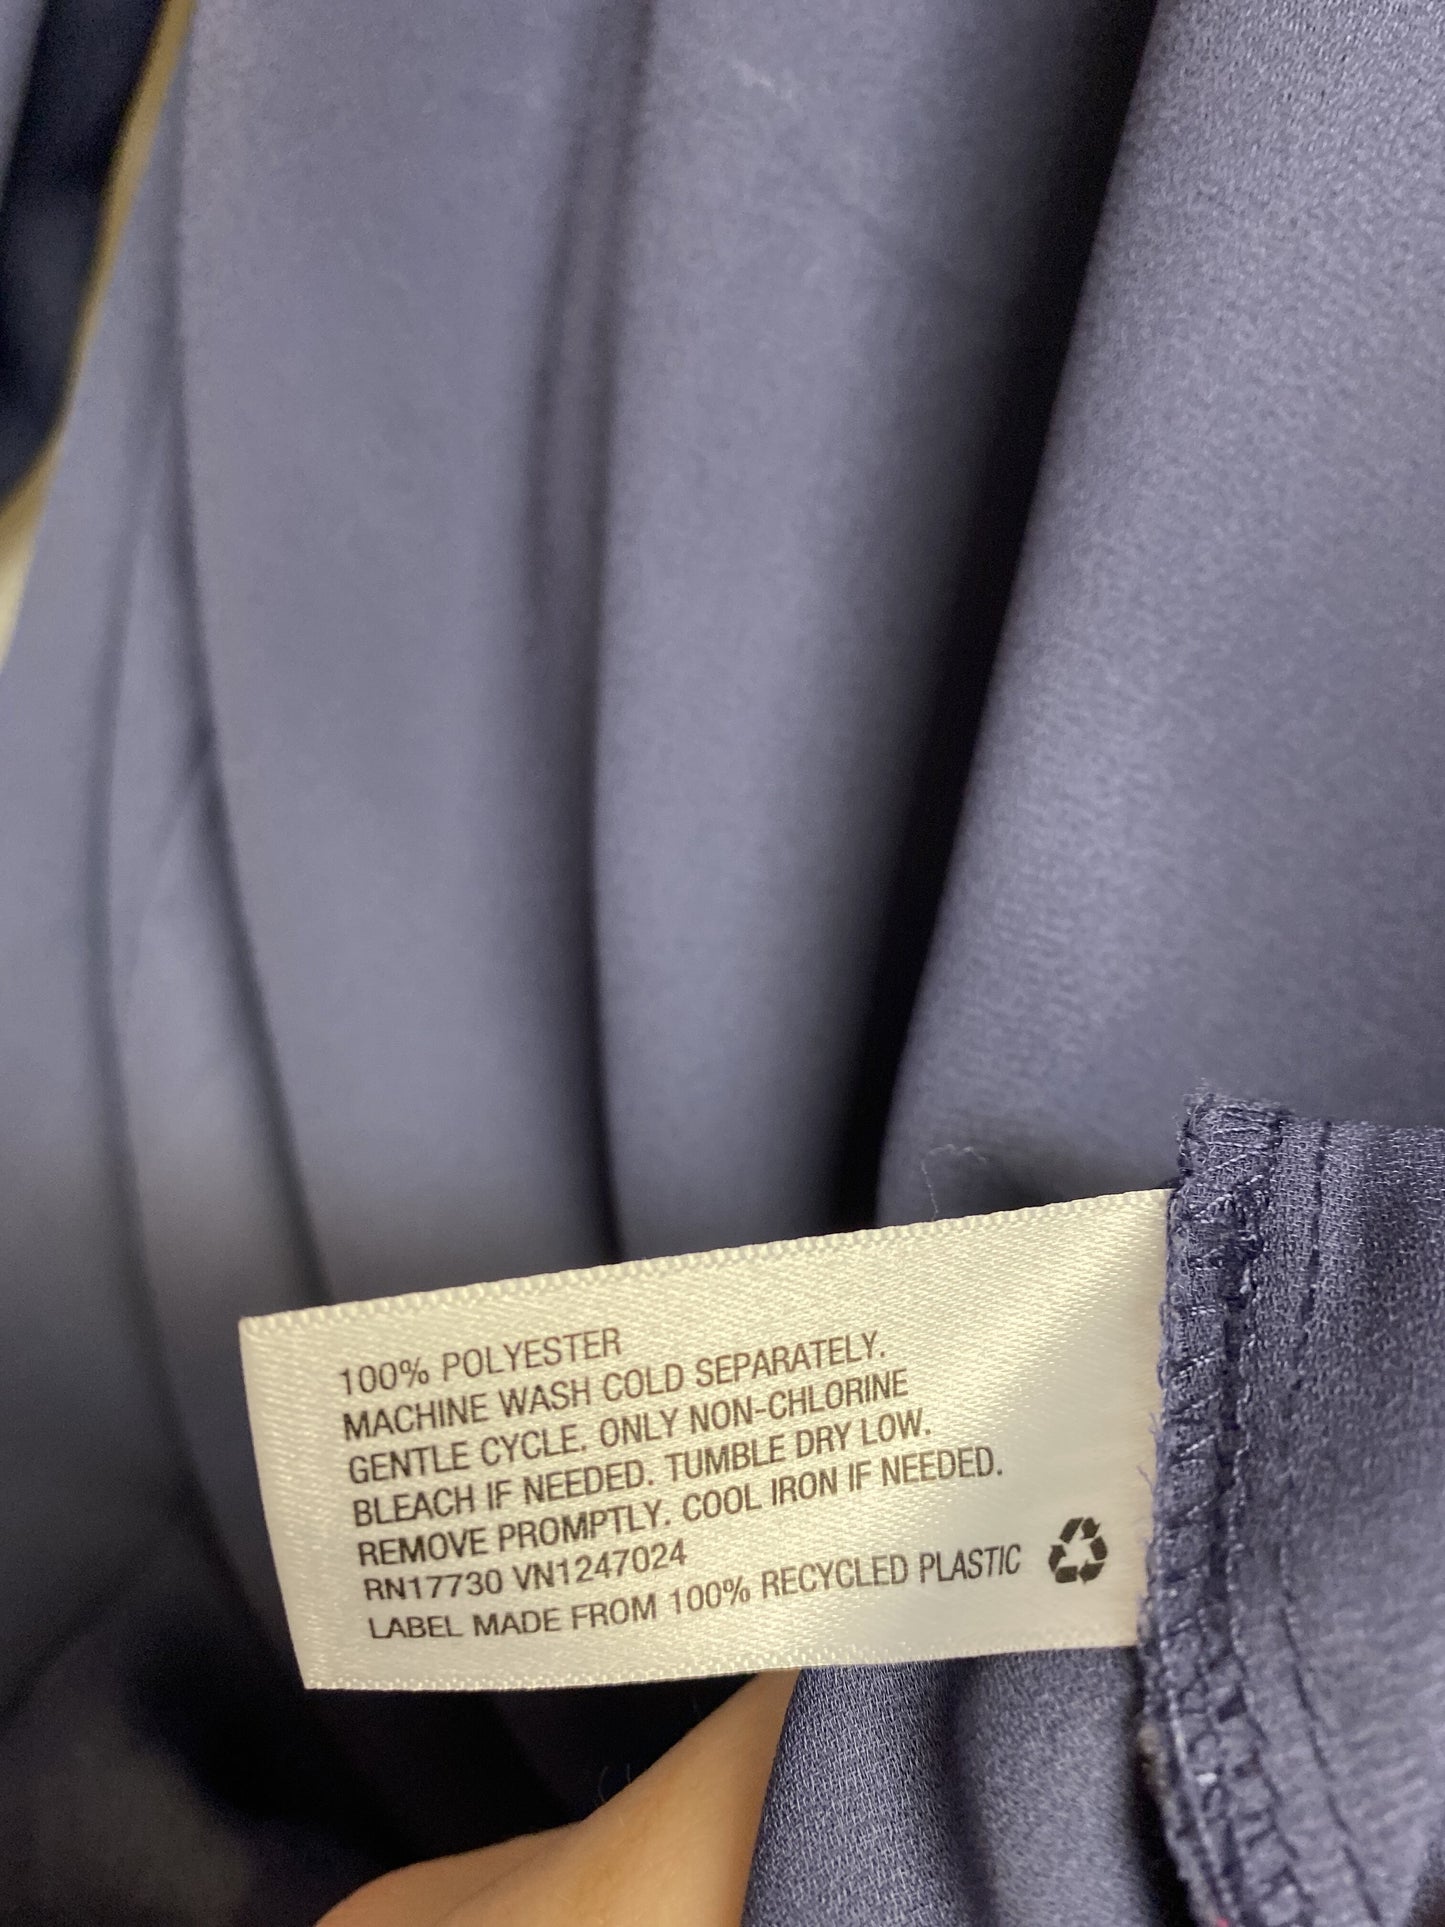 100% POLYESTER
MACHINE WASH COLD SEPARATELY.
GENTLE CYCLE. ONLY NON-CHLORINE
BLEACH IF NEEDED. TUMBLE DRY LOW.
REMOVE PROMPTLY. COOL IRON IF NEEDED.
RN17730 VN1247024
LABEL MADE FROM 100% RECYCLED PLASTIC